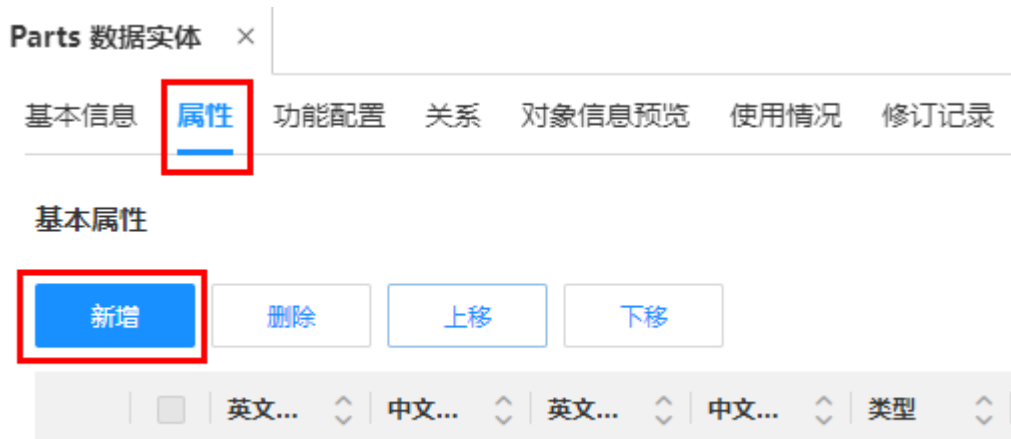 Parts 数据实体 ×
基本信息 属性 功能配置 关系 对象信息预览 使用情况 修订记录
基本属性
新增 删除 上移 下移
英文... 中文... 英文... 中文... 类型